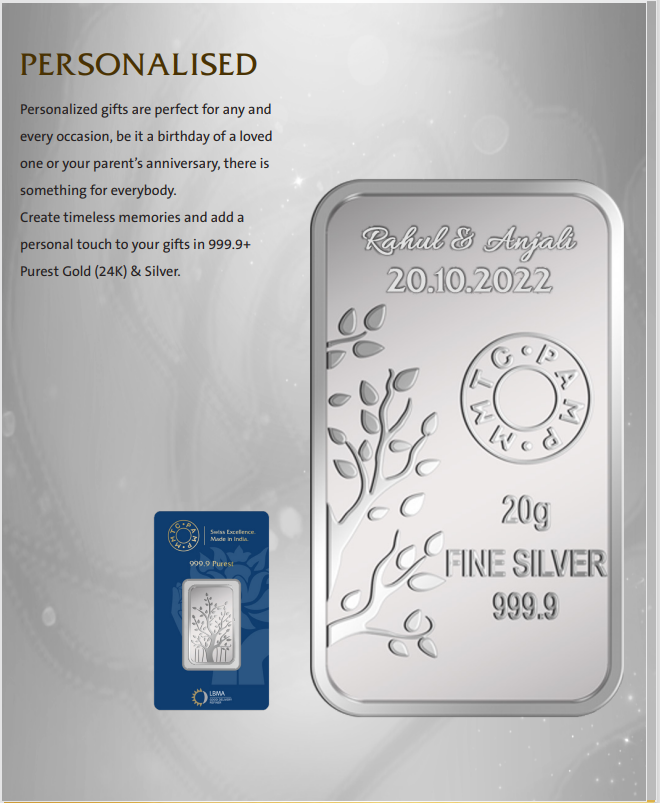 PERSONALISED
Personalized gifts are perfect for any and
every occasion, be it a birthday of a loved
one or your parent's anniversary, there is
something for everybody.
Create timeless memories and add a
personal touch to your gifts in 999.9+
Purest Gold (24K) & Silver.
Rahul & Anjali
20.10.2022
MMTC•PAMP•
20g
FINE SILVER
999.9
MMTC•PAMP•
Swiss Excellence.
Made in India.
999.9 Purest
LBMA